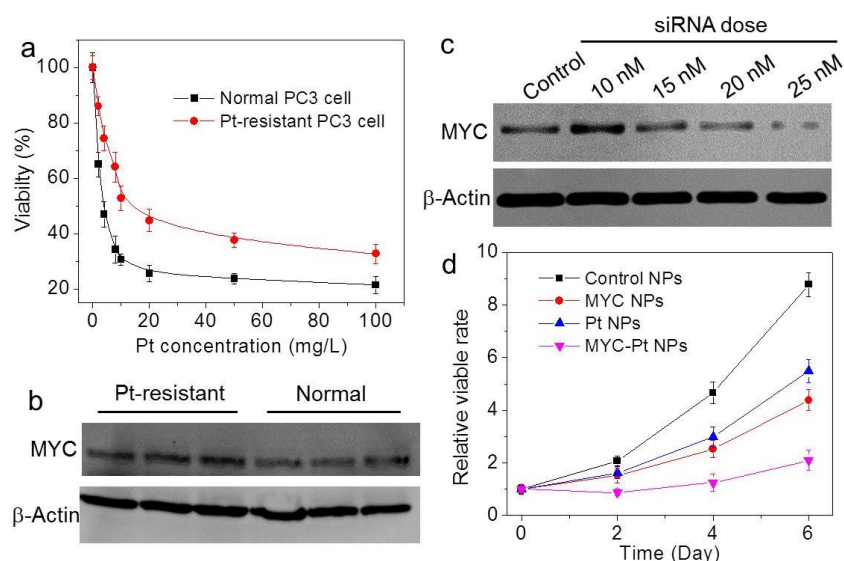 a
Viabilty (%)
100
80
60
40
20
Normal PC3 cell
Pt-resistant PC3 cell
0 20 40 60 80 100
Pt concentration (mg/L)
b
Pt-resistant Normal
MYC
β-Actin
c
siRNA dose
Control 10 nM 15 nM 20 nM 25 nM
MYC
β-Actin
d
Relative viable rate
10
8
6
4
2
0
Control NPs
MYC NPs
Pt NPs
MYC-Pt NPs
0 2 4 6
Time (Day)